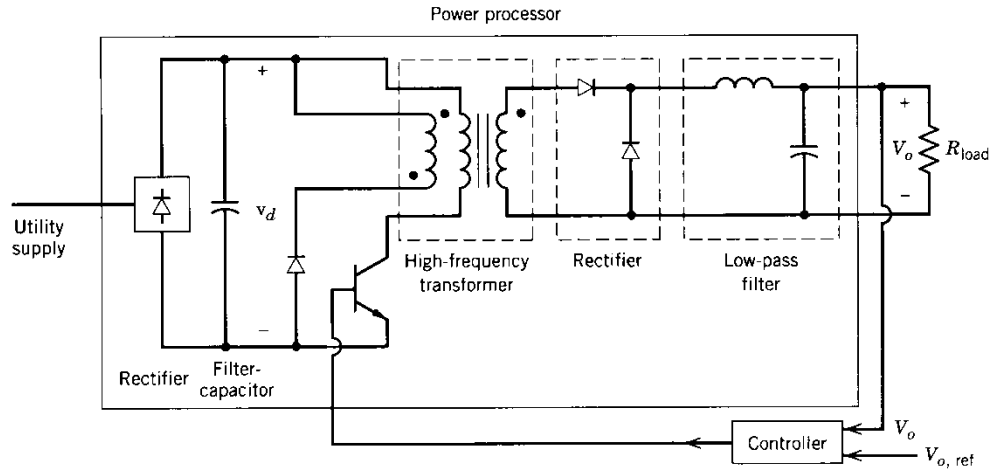 Power processor
+
v_d
−
Utility
supply
Rectifier
Filter-
capacitor
High-frequency
transformer
Rectifier
Low-pass
filter
+
V_o
−
R_load
Controller
V_o
V_o, ref